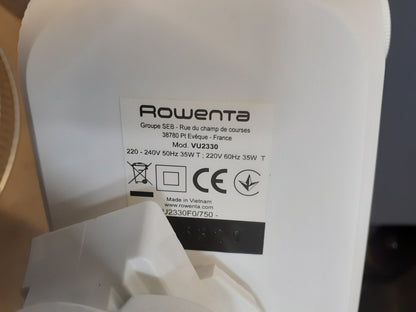 Rowenta
Groupe SEB - Rue du champ de courses
38780 Pt Evêque - France
Mod. VU2330
220 - 240V 50Hz 35W T ; 220V 60Hz 35W T
CE
Made in Vietnam
www.rowenta.com
U2330F0/750 -